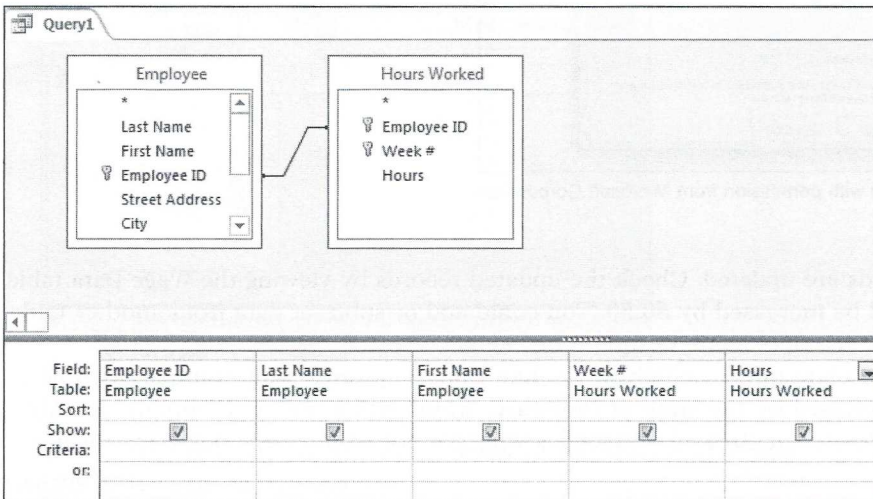 Query1
Employee
*
Last Name
First Name
Employee ID
Street Address
City
Hours Worked
*
Employee ID
Week #
Hours
Field: Employee ID Last Name First Name Week # Hours
Table: Employee Employee Employee Hours Worked Hours Worked
Sort:
Show:
Criteria:
or: